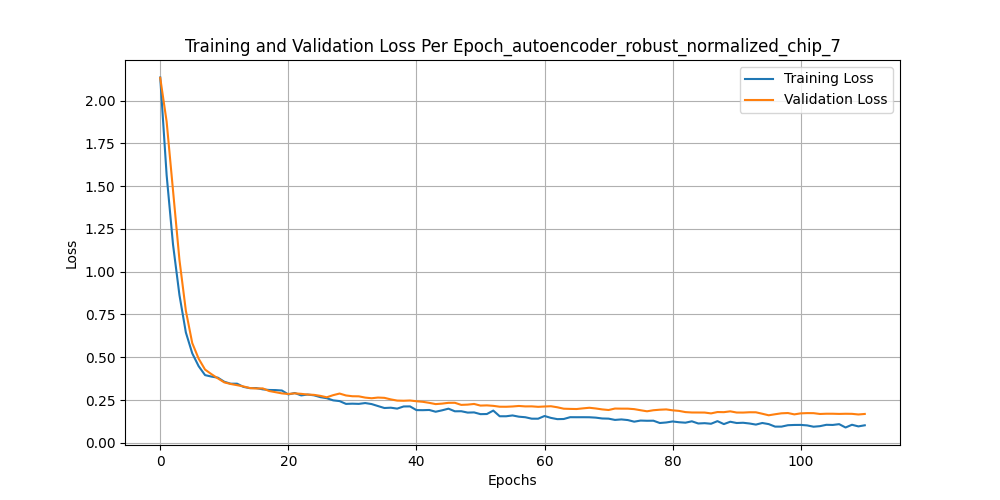 Training and Validation Loss Per Epoch_autoencoder_robust_normalized_chip_7
Training Loss
Validation Loss
2.00
1.75
1.50
1.25
1.00
0.75
0.50
0.25
0.00
Loss
0 20 40 60 80 100
Epochs